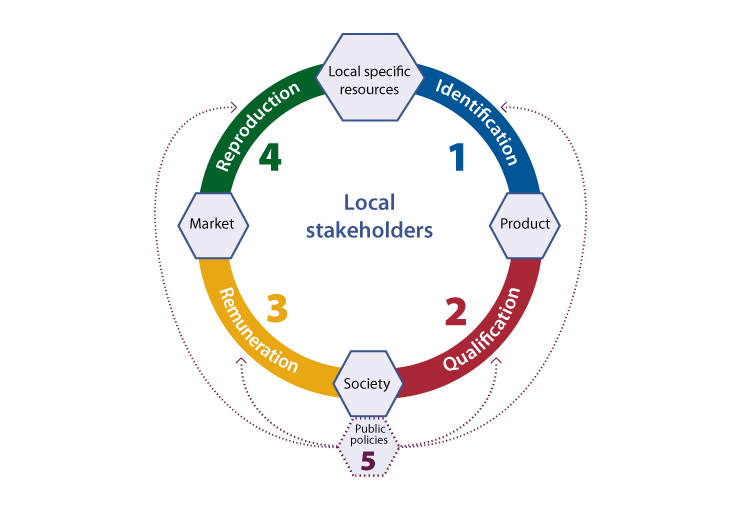 Local specific
resources
Identification
1
Product
Qualification
2
Society
Remuneration
3
Market
Reproduction
4
Local
stakeholders
Public
policies
5